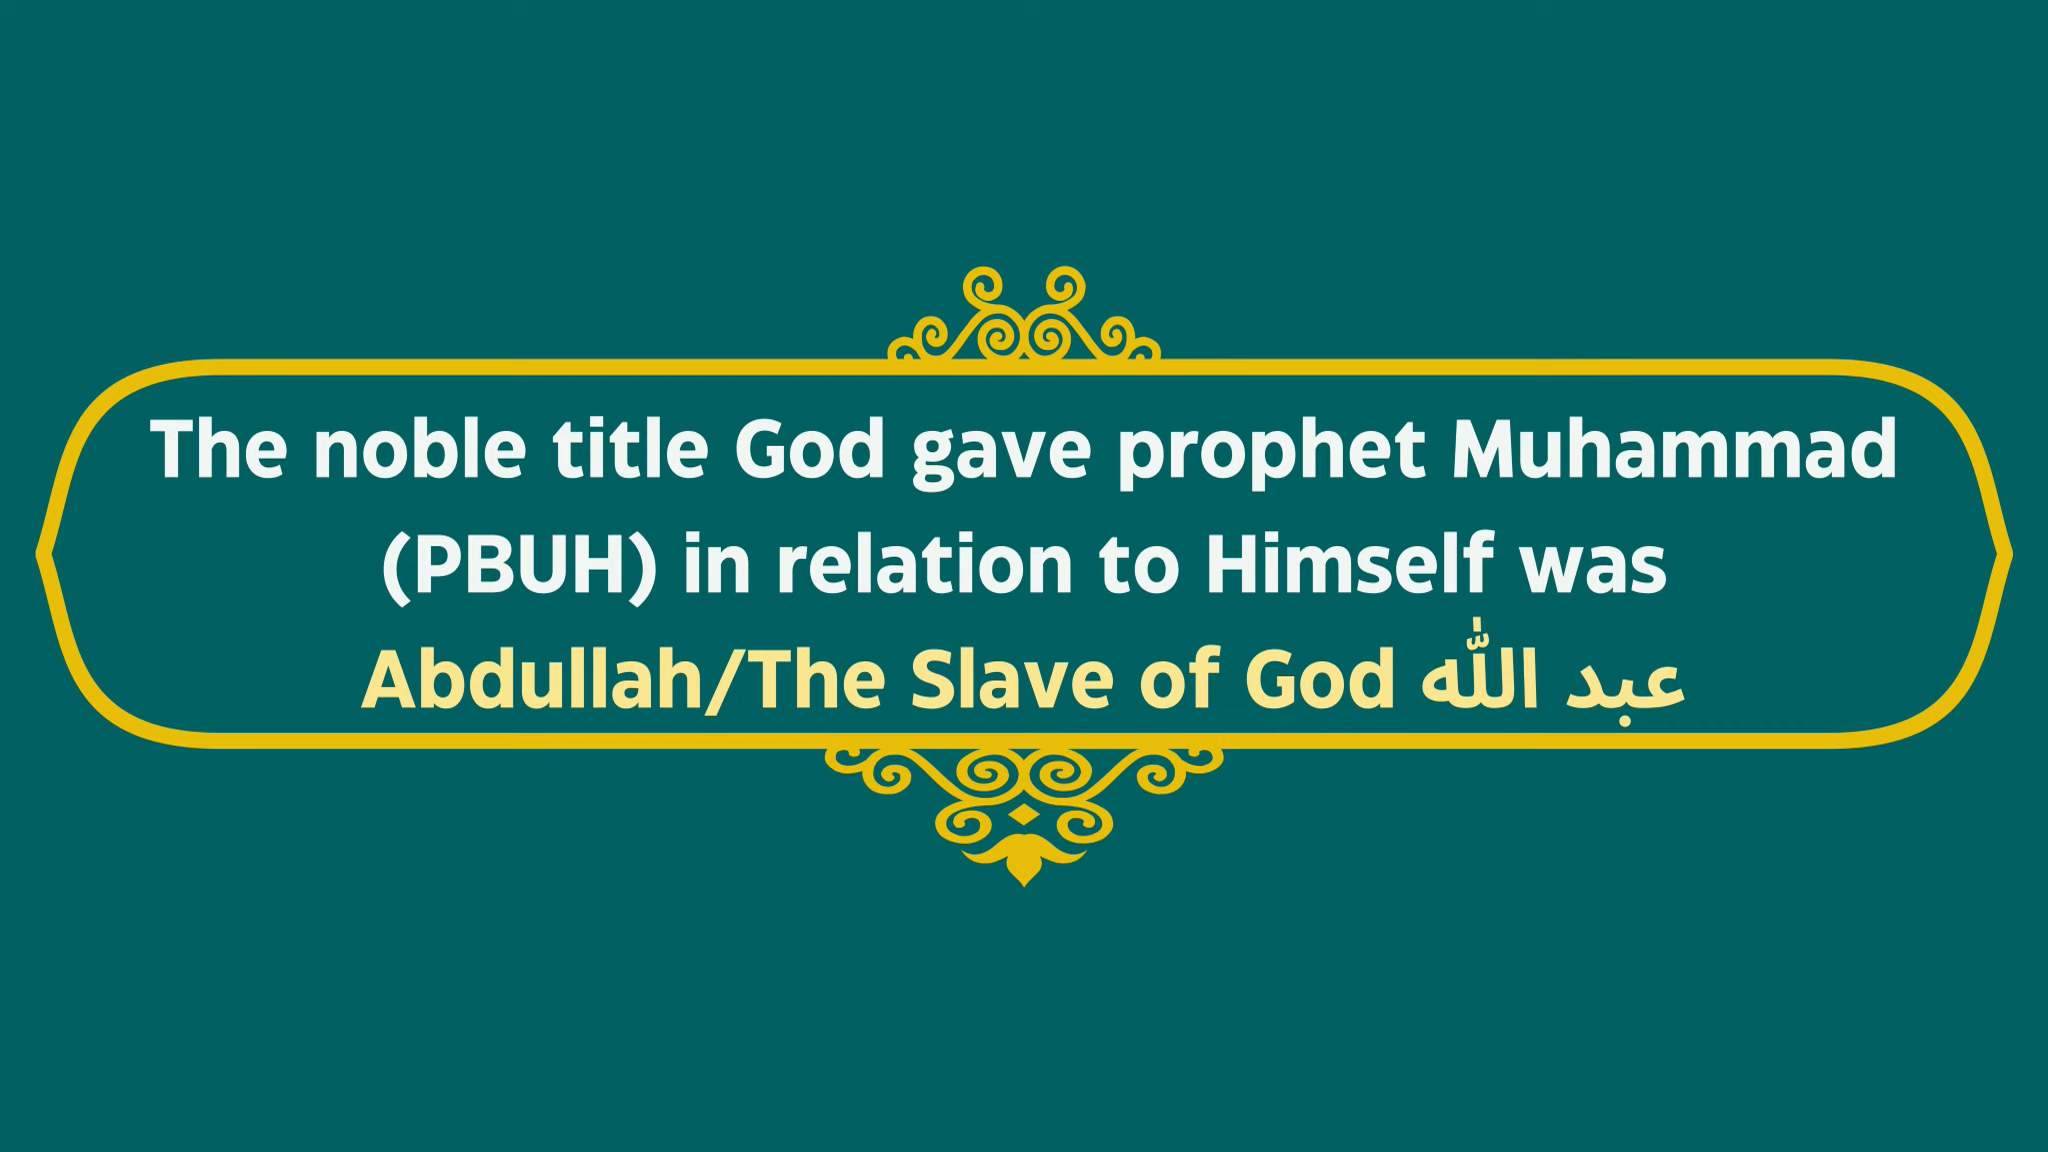 The noble title God gave prophet Muhammad
(PBUH) in relation to Himself was
Abdullah/The Slave of God عبد الله